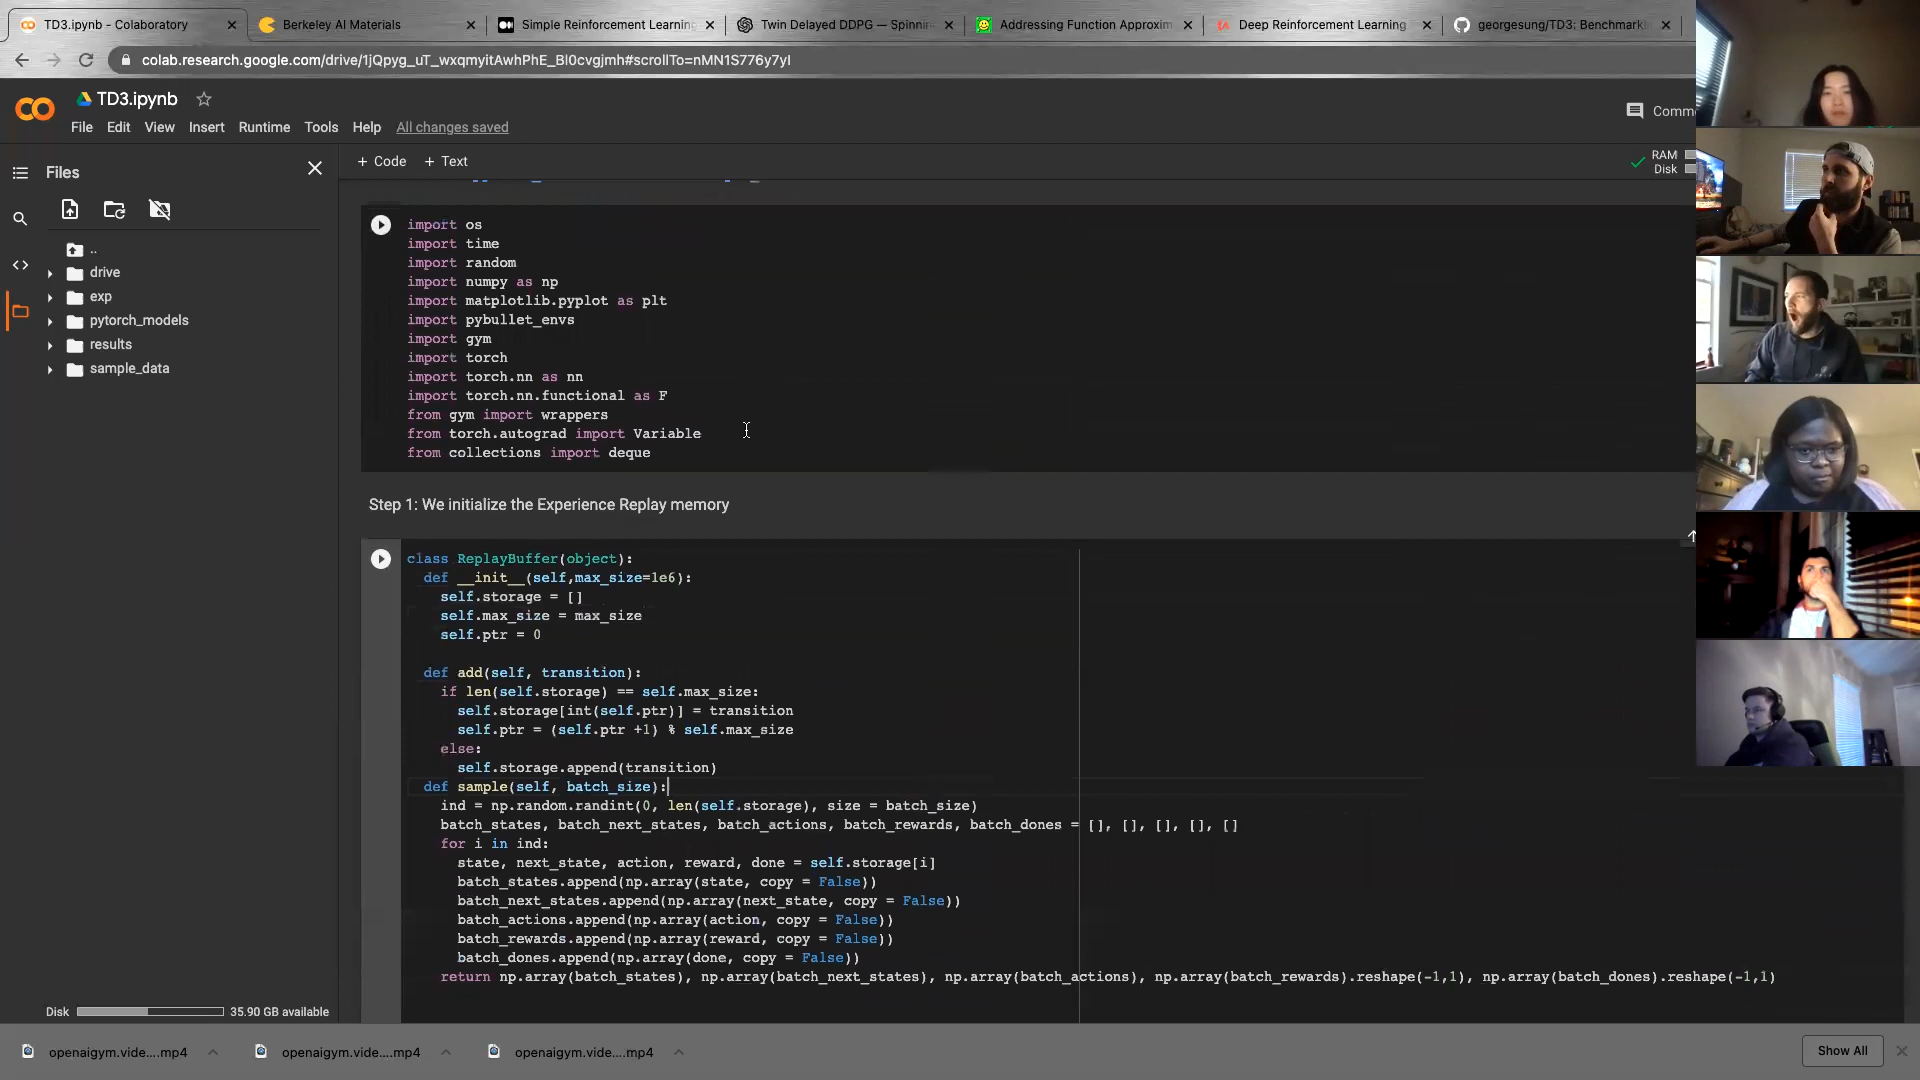 TD3.ipynb - Colaboratory
Berkeley AI Materials
Simple Reinforcement Learning
Twin Delayed DDPG — Spinnin
Addressing Function Approxim
Deep Reinforcement Learning
georgesung/TD3: Benchmarki
colab.research.google.com/drive/1jQpyg_uT_wxqmyitAwhPhE_Bl0cvgjmh#scrollTo=nMN1S776y7yI
TD3.ipynb
Comm
File Edit View Insert Runtime Tools Help All changes saved
Files
+ Code + Text
RAM
Disk
..
drive
exp
pytorch_models
results
sample_data
import os
import time
import random
import numpy as np
import matplotlib.pyplot as plt
import pybullet_envs
import gym
import torch
import torch.nn as nn
import torch.nn.functional as F
from gym import wrappers
from torch.autograd import Variable
from collections import deque
Step 1: We initialize the Experience Replay memory
class ReplayBuffer(object):
def __init__(self,max_size=1e6):
self.storage = []
self.max_size = max_size
self.ptr = 0
def add(self, transition):
if len(self.storage) == self.max_size:
self.storage[int(self.ptr)] = transition
self.ptr = (self.ptr +1) % self.max_size
else:
self.storage.append(transition)
def sample(self, batch_size):
ind = np.random.randint(0, len(self.storage), size = batch_size)
batch_states, batch_next_states, batch_actions, batch_rewards, batch_dones = [], [], [], [], []
for i in ind:
state, next_state, action, reward, done = self.storage[i]
batch_states.append(np.array(state, copy = False))
batch_next_states.append(np.array(next_state, copy = False))
batch_actions.append(np.array(action, copy = False))
batch_rewards.append(np.array(reward, copy = False))
batch_dones.append(np.array(done, copy = False))
return np.array(batch_states), np.array(batch_next_states), np.array(batch_actions), np.array(batch_rewards).reshape(-1,1), np.array(batch_dones).reshape(-1,1)
Disk 35.90 GB available
openaigym.vide....mp4
openaigym.vide....mp4
openaigym.vide....mp4
Show All